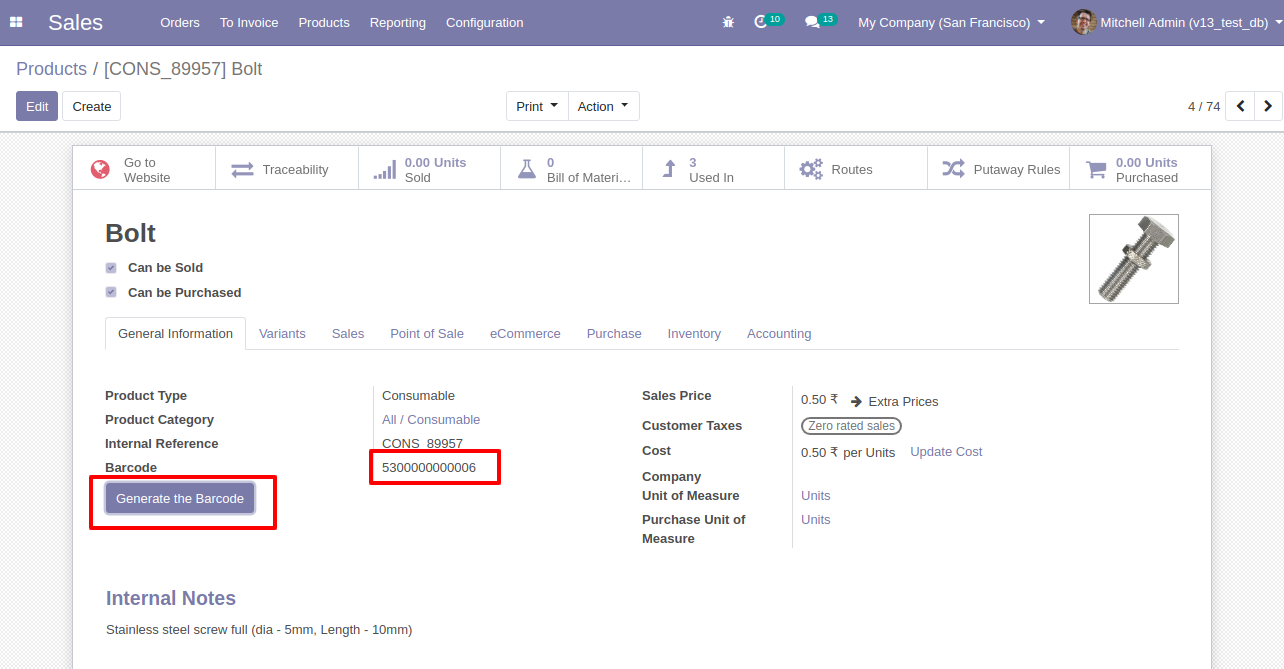 Sales Orders To Invoice Products Reporting Configuration 10 13 My Company (San Francisco) Mitchell Admin (v13_test_db)
Products / [CONS_89957] Bolt
Edit Create Print Action 4 / 74
Go to Website
Traceability
0.00 Units
Sold
0
Bill of Materi...
3
Used In
Routes
Putaway Rules
0.00 Units
Purchased
Bolt
Can be Sold
Can be Purchased
General Information Variants Sales Point of Sale eCommerce Purchase Inventory Accounting
Product Type Consumable
Product Category All / Consumable
Internal Reference CONS_89957
Barcode 5300000000006
Generate the Barcode
Sales Price 0.50 ₹ Extra Prices
Customer Taxes Zero rated sales
Cost 0.50 ₹ per Units Update Cost
Company
Unit of Measure Units
Purchase Unit of Units
Measure
Internal Notes
Stainless steel screw full (dia - 5mm, Length - 10mm)